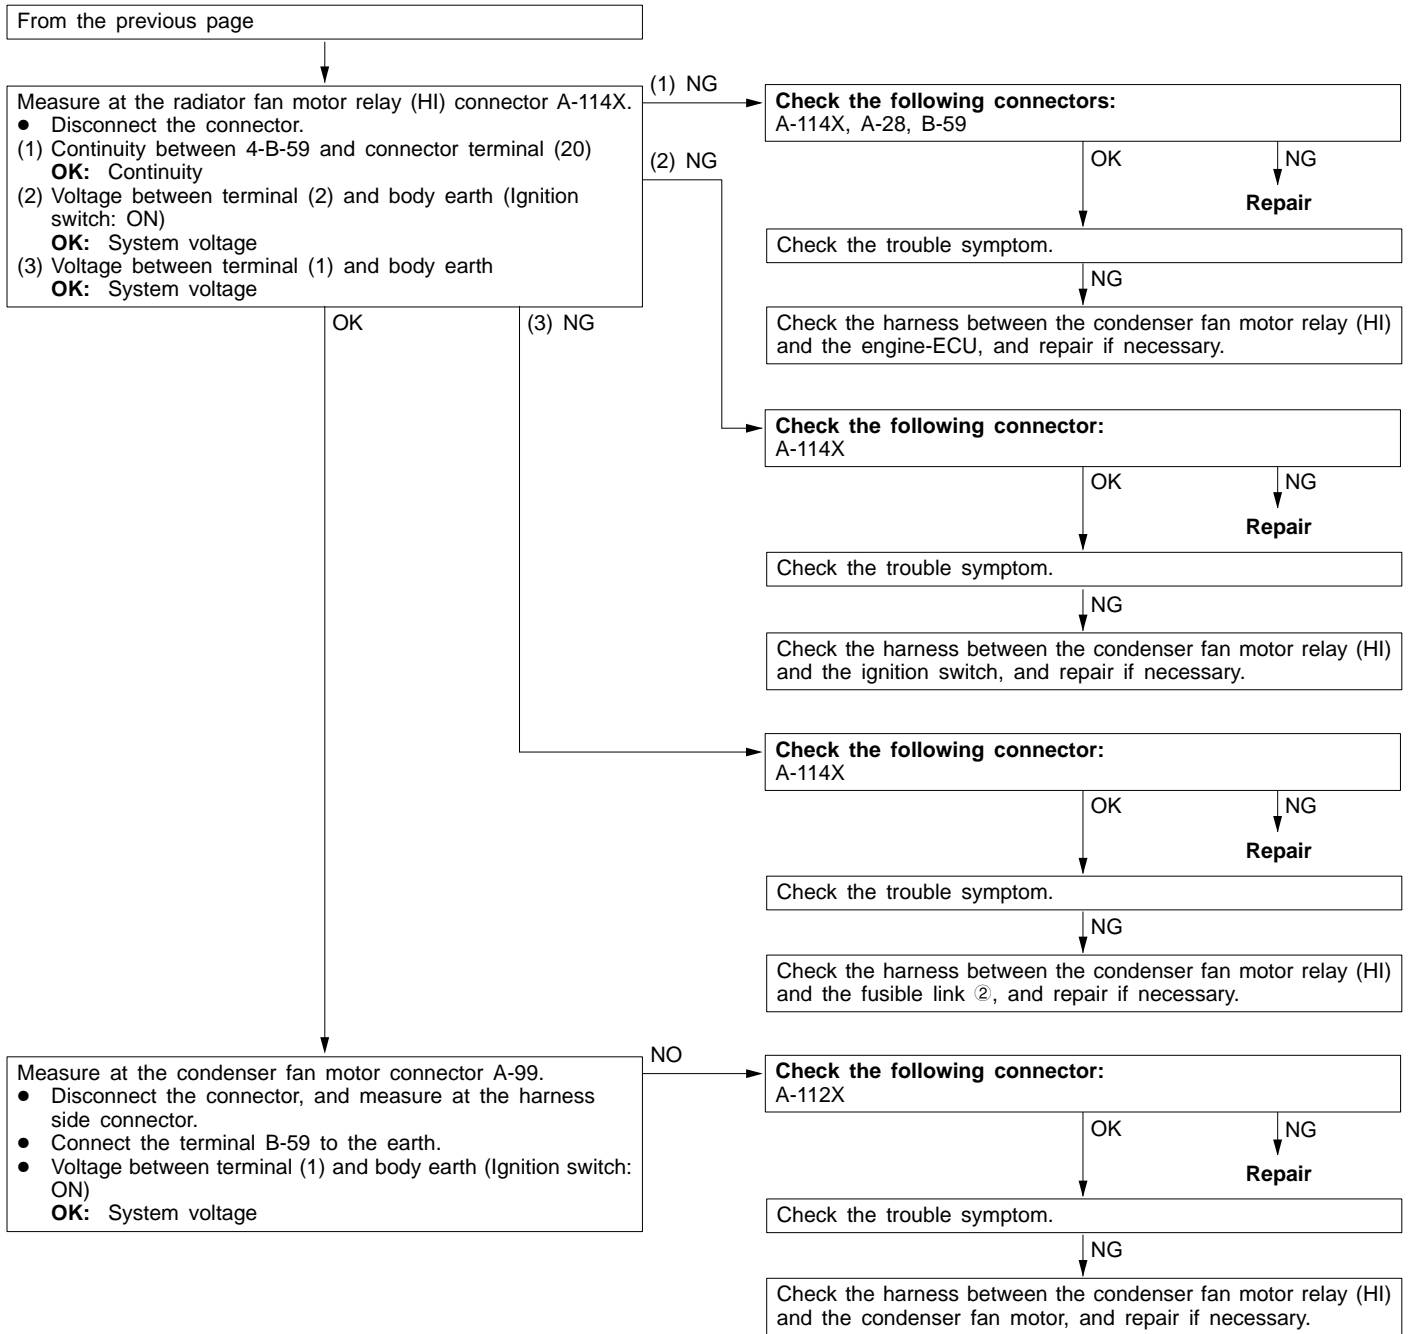 From the previous page
Measure at the radiator fan motor relay (HI) connector A-114X.
● Disconnect the connector.
(1) Continuity between 4-B-59 and connector terminal (20)
OK: Continuity
(2) Voltage between terminal (2) and body earth (Ignition
switch: ON)
OK: System voltage
(3) Voltage between terminal (1) and body earth
OK: System voltage
(1) NG
Check the following connectors:
A-114X, A-28, B-59
OK
NG
Repair
Check the trouble symptom.
NG
Check the harness between the condenser fan motor relay (HI)
and the engine-ECU, and repair if necessary.
(2) NG
Check the following connector:
A-114X
OK
NG
Repair
Check the trouble symptom.
NG
Check the harness between the condenser fan motor relay (HI)
and the ignition switch, and repair if necessary.
OK
(3) NG
Check the following connector:
A-114X
OK
NG
Repair
Check the trouble symptom.
NG
Check the harness between the condenser fan motor relay (HI)
and the fusible link ②, and repair if necessary.
Measure at the condenser fan motor connector A-99.
● Disconnect the connector, and measure at the harness
side connector.
● Connect the terminal B-59 to the earth.
● Voltage between terminal (1) and body earth (Ignition switch:
ON)
OK: System voltage
NO
Check the following connector:
A-112X
OK
NG
Repair
Check the trouble symptom.
NG
Check the harness between the condenser fan motor relay (HI)
and the condenser fan motor, and repair if necessary.